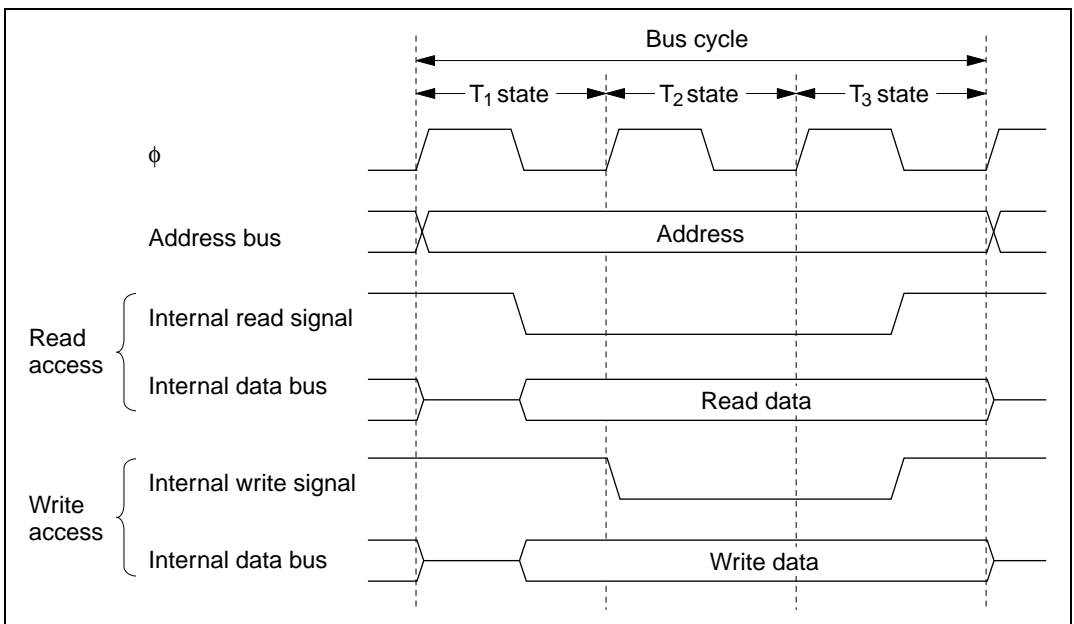 Bus cycle
T₁ state T₂ state T₃ state
φ
Address bus Address
Internal read signal
Read
access
Internal data bus Read data
Internal write signal
Write
access
Internal data bus Write data